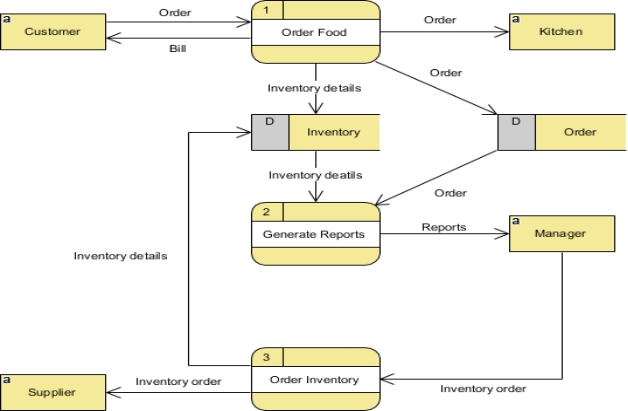 a
Customer
Order
Bill
1
Order Food
Order
a
Kitchen
Inventory details
Order
D
Inventory
D
Order
Inventory deatils
Order
2
Generate Reports
Reports
a
Manager
Inventory details
3
Order Inventory
Inventory order
a
Supplier
Inventory order